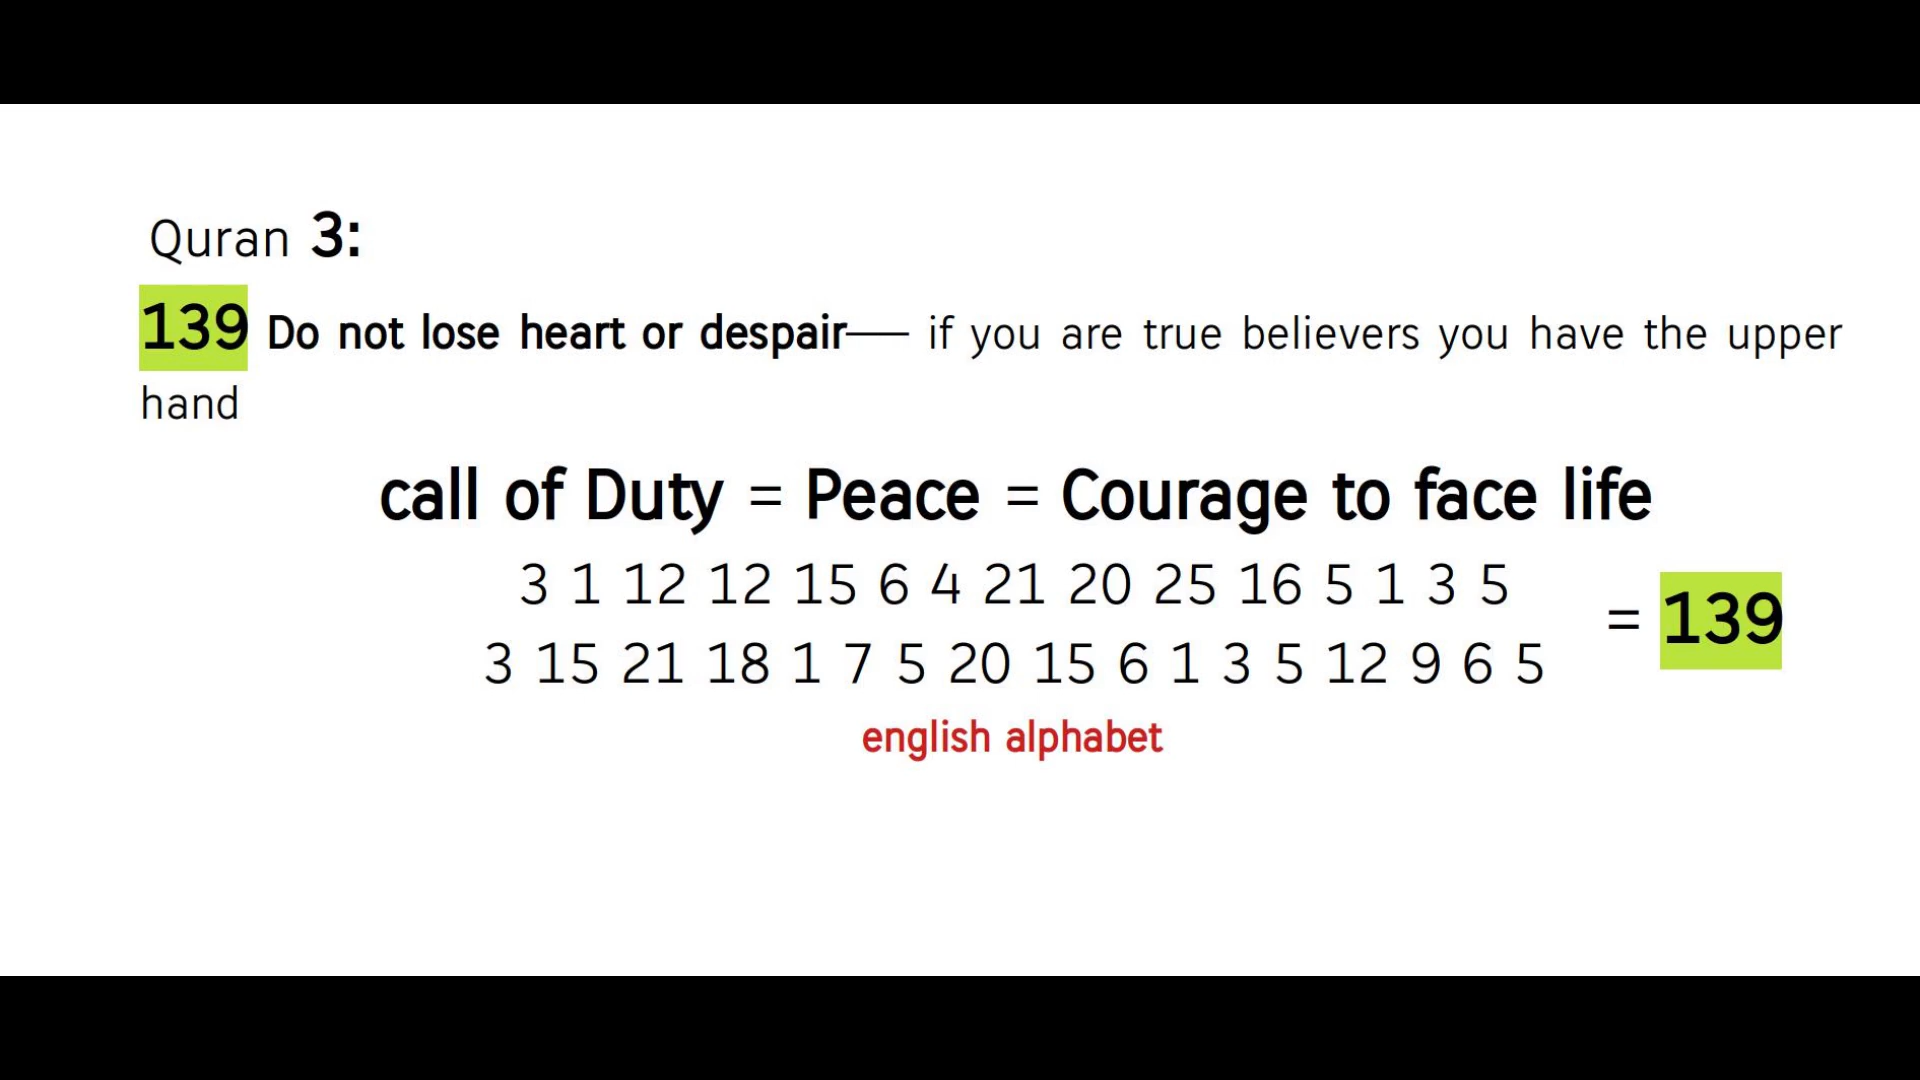 Quran 3:
139 Do not lose heart or despair— if you are true believers you have the upper
hand
call of Duty = Peace = Courage to face life
3 1 12 12 15 6 4 21 20 25 16 5 1 3 5
= 139
3 15 21 18 1 7 5 20 15 6 1 3 5 12 9 6 5
english alphabet